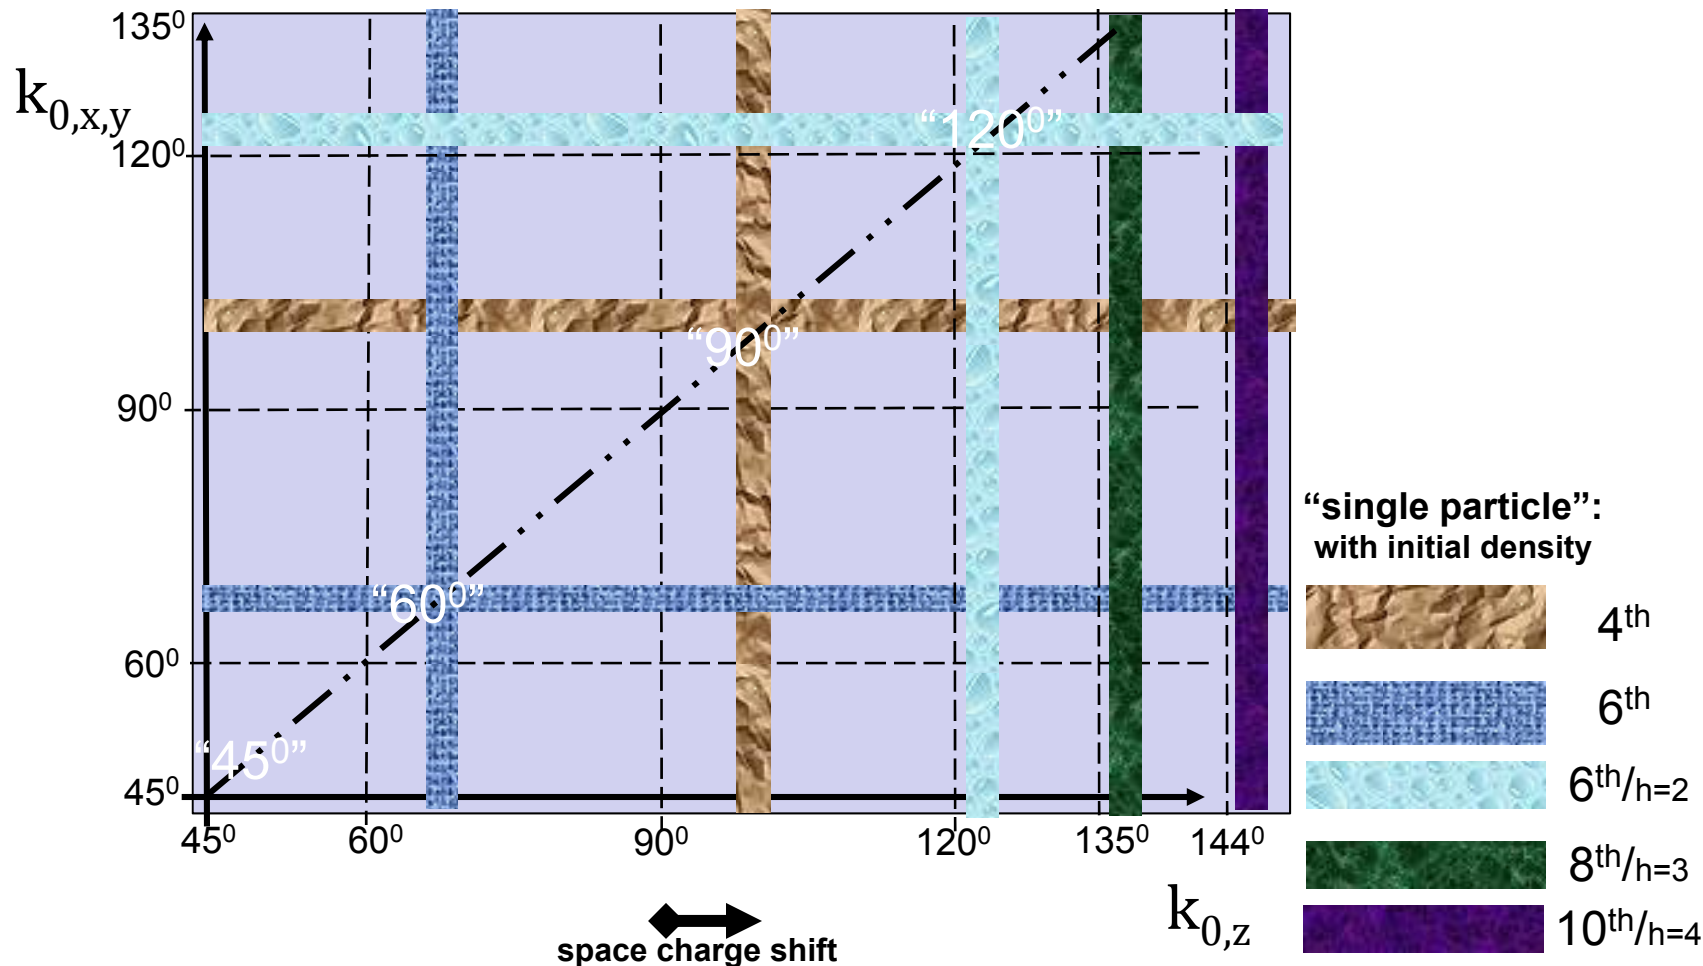 135⁰
k₀,ₓ,ᵧ
120⁰
“120⁰”
90⁰
“90⁰”
60⁰
“60⁰”
45⁰
“45⁰”
45⁰ 60⁰ 90⁰ 120⁰ 135⁰ 144⁰
k0,z
space charge shift
“single particle”:
with initial density
4th
6th
6th/h=2
8th/h=3
10th/h=4